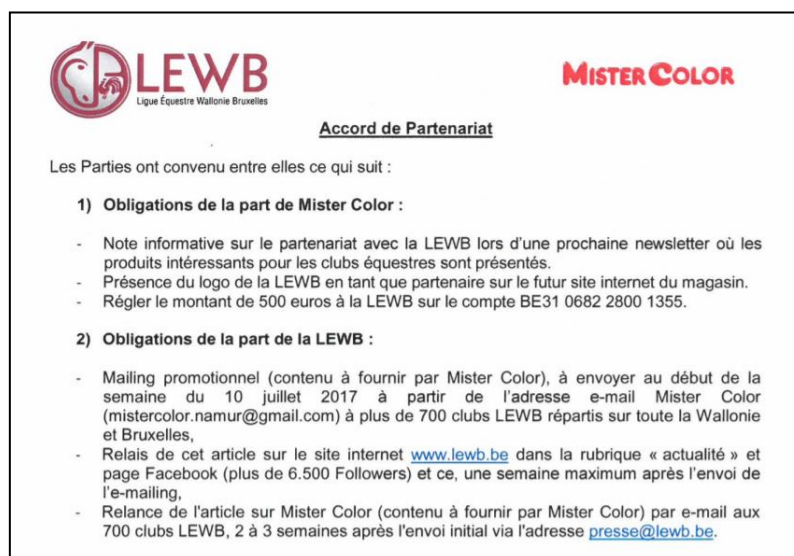 LEWB
Ligue Équestre Wallonie Bruxelles
MISTER COLOR
Accord de Partenariat
Les Parties ont convenu entre elles ce qui suit :
1) Obligations de la part de Mister Color :
- Note informative sur le partenariat avec la LEWB lors d'une prochaine newsletter où les
produits intéressants pour les clubs équestres sont présentés.
- Présence du logo de la LEWB en tant que partenaire sur le futur site internet du magasin.
- Régler le montant de 500 euros à la LEWB sur le compte BE31 0682 2800 1355.
2) Obligations de la part de la LEWB :
- Mailing promotionnel (contenu à fournir par Mister Color), à envoyer au début de la
semaine du 10 juillet 2017 à partir de l'adresse e-mail Mister Color
(mistercolor.namur@gmail.com) à plus de 700 clubs LEWB répartis sur toute la Wallonie
et Bruxelles,
- Relais de cet article sur le site internet www.lewb.be dans la rubrique « actualité » et
page Facebook (plus de 6.500 Followers) et ce, une semaine maximum après l'envoi de
l'e-mailing,
- Relance de l'article sur Mister Color (contenu à fournir par Mister Color) par e-mail aux
700 clubs LEWB, 2 à 3 semaines après l'envoi initial via l'adresse presse@lewb.be.